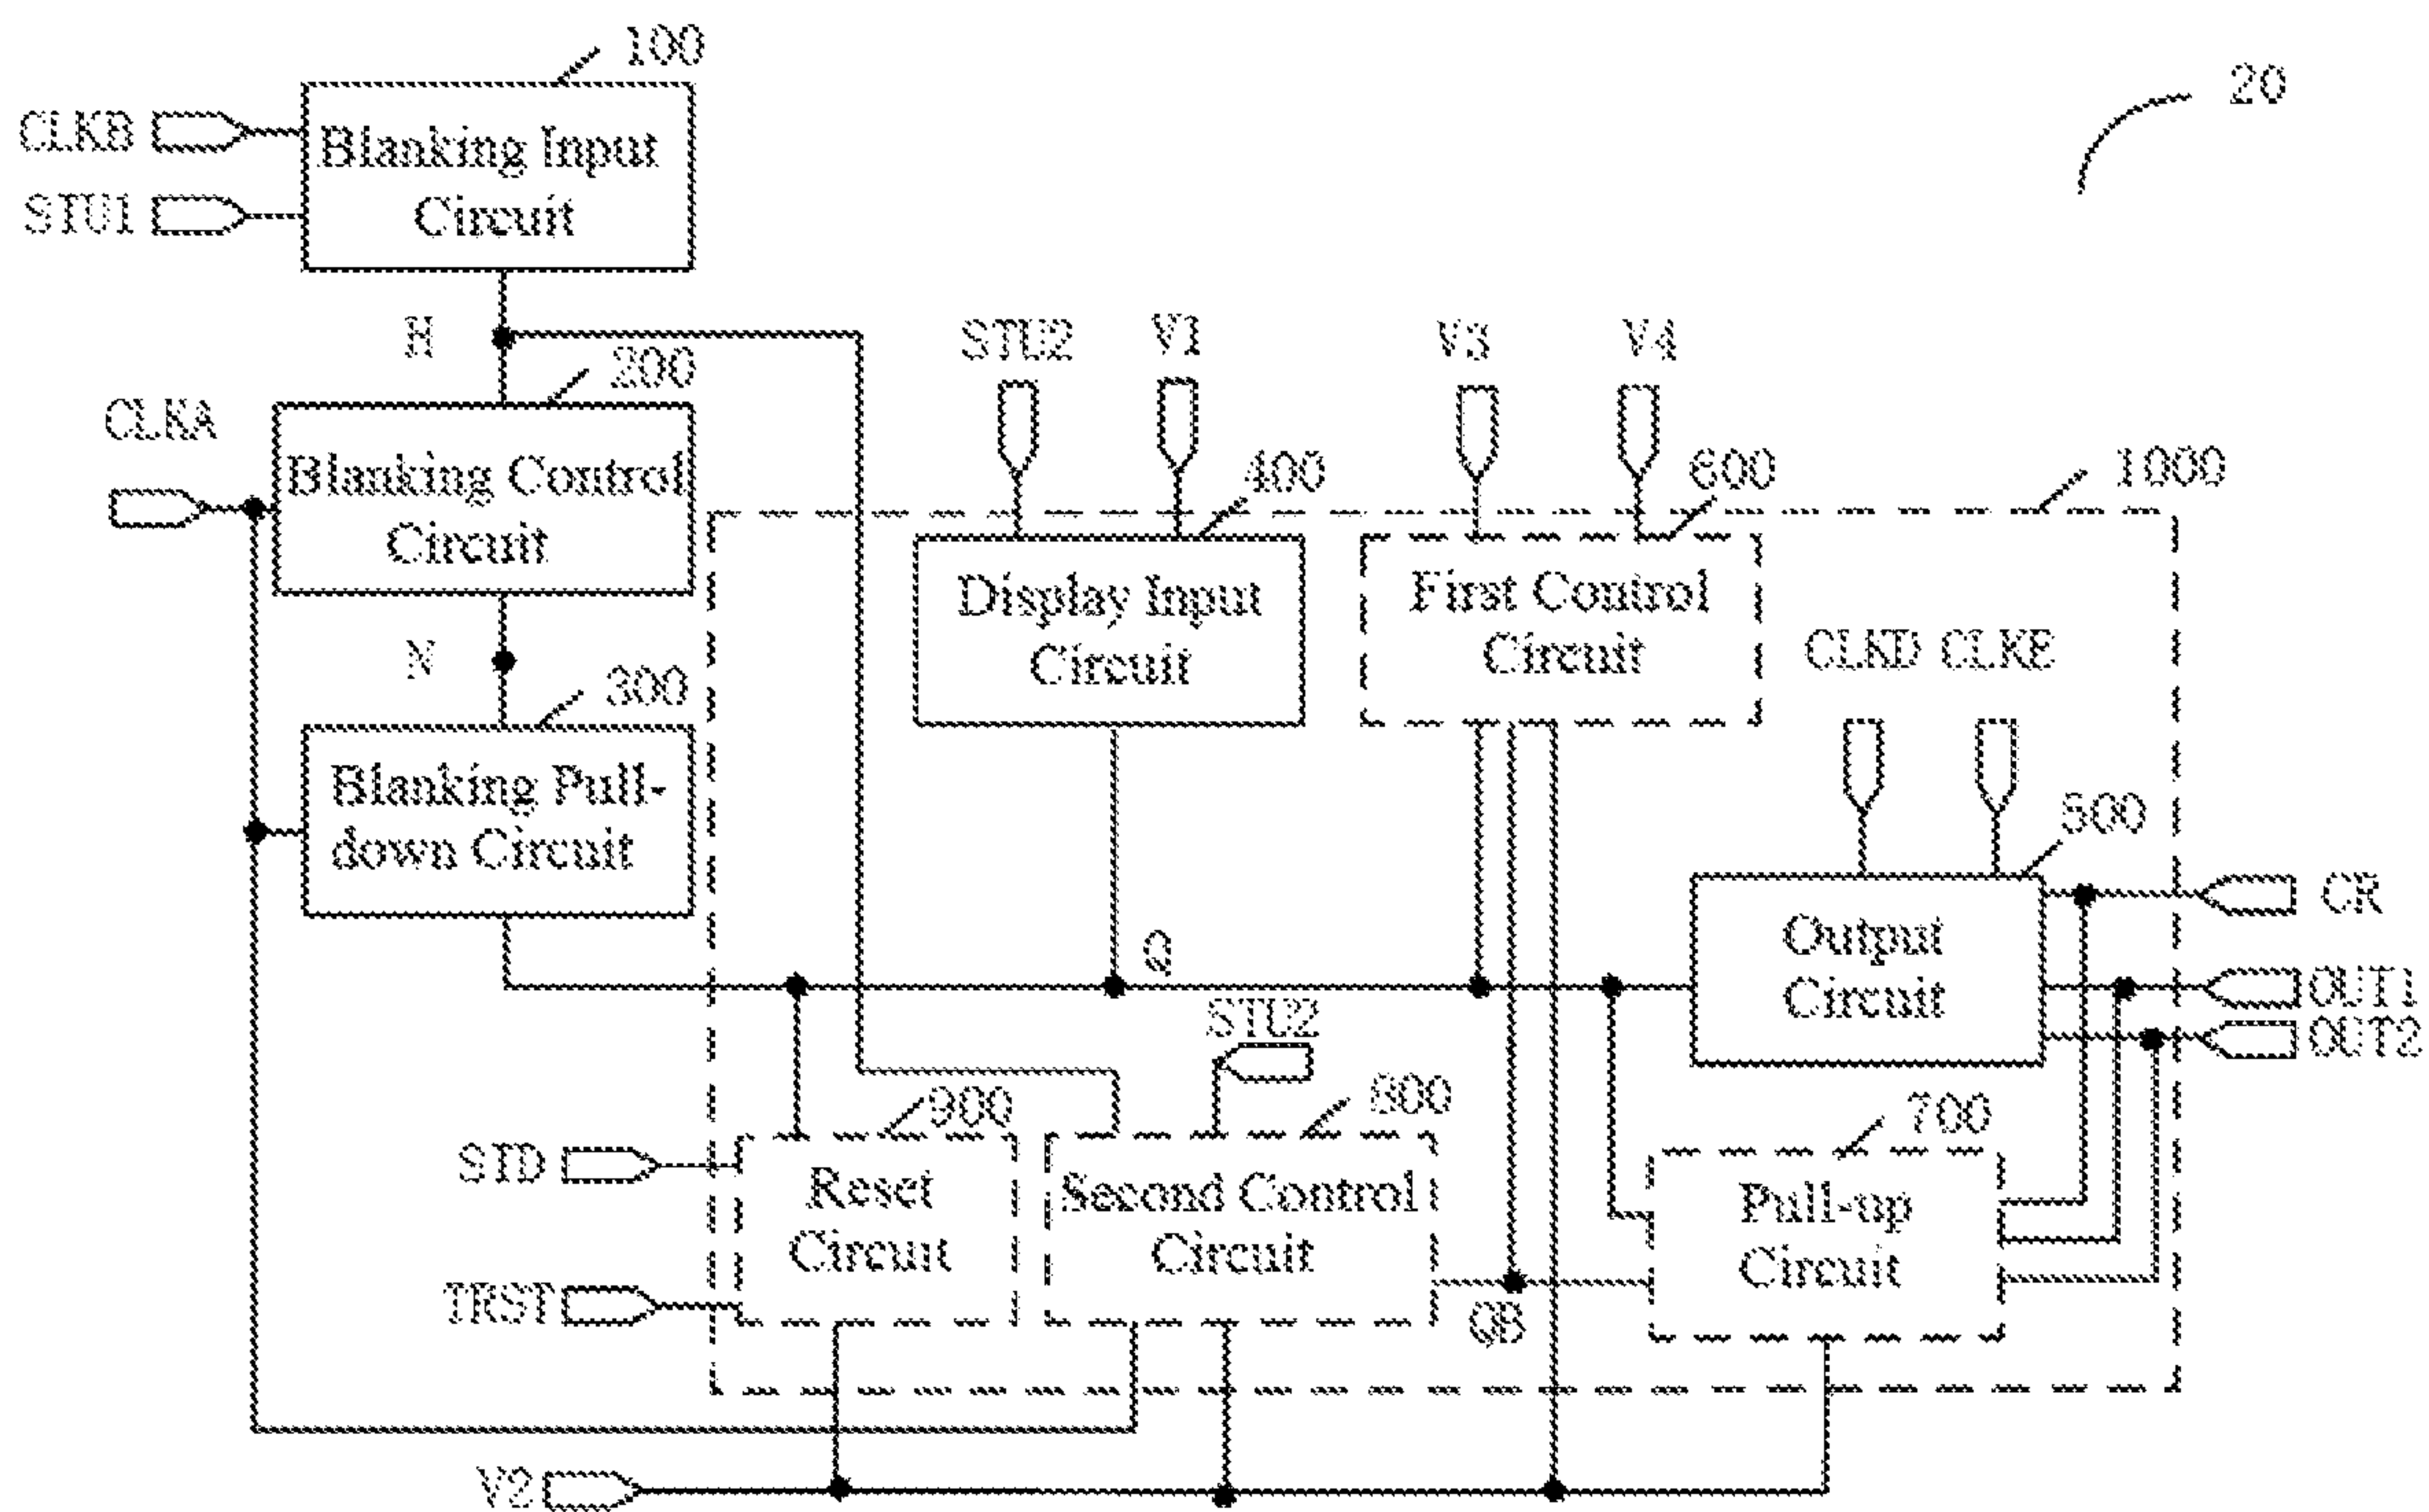 100
20
CLKB
Blanking Input
Circuit
STU1
H
200
STU2
V1
V3
V4
CLKA
Blanking Control
Circuit
400
600
1000
Display Input
Circuit
First Control
Circuit
CLKD
CLKE
N
300
Blanking Pull-
down Circuit
500
CR
Output
Circuit
Q
OUT1
OUT2
STU2
900
800
700
STD
Reset
Circuit
Second Control
Circuit
Pull-up
Circuit
TRST
QB
V2